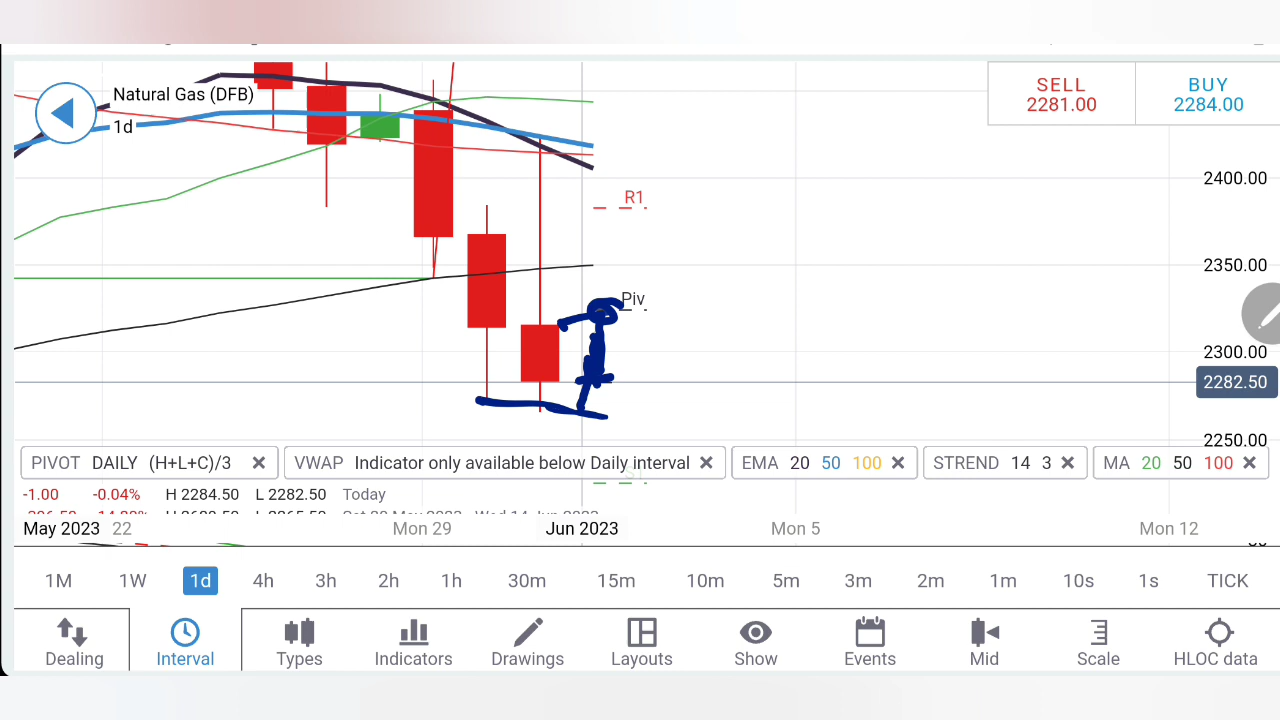 Natural Gas (DFB)
1d
SELL
2281.00
BUY
2284.00
R1
Piv
2400.00
2350.00
2300.00
2282.50
2250.00
PIVOT DAILY (H+L+C)/3 ×
VWAP Indicator only available below Daily interval ×
EMA 20 50 100 ×
STREND 14 3 ×
MA 20 50 100 ×
-1.00 -0.04% H 2284.50 L 2282.50 Today
May 2023 22 Mon 29 Jun 2023 Mon 5 Mon 12
1M 1W 1d 4h 3h 2h 1h 30m 15m 10m 5m 3m 2m 1m 10s 1s TICK
Dealing Interval Types Indicators Drawings Layouts Show Events Mid Scale HLOC data